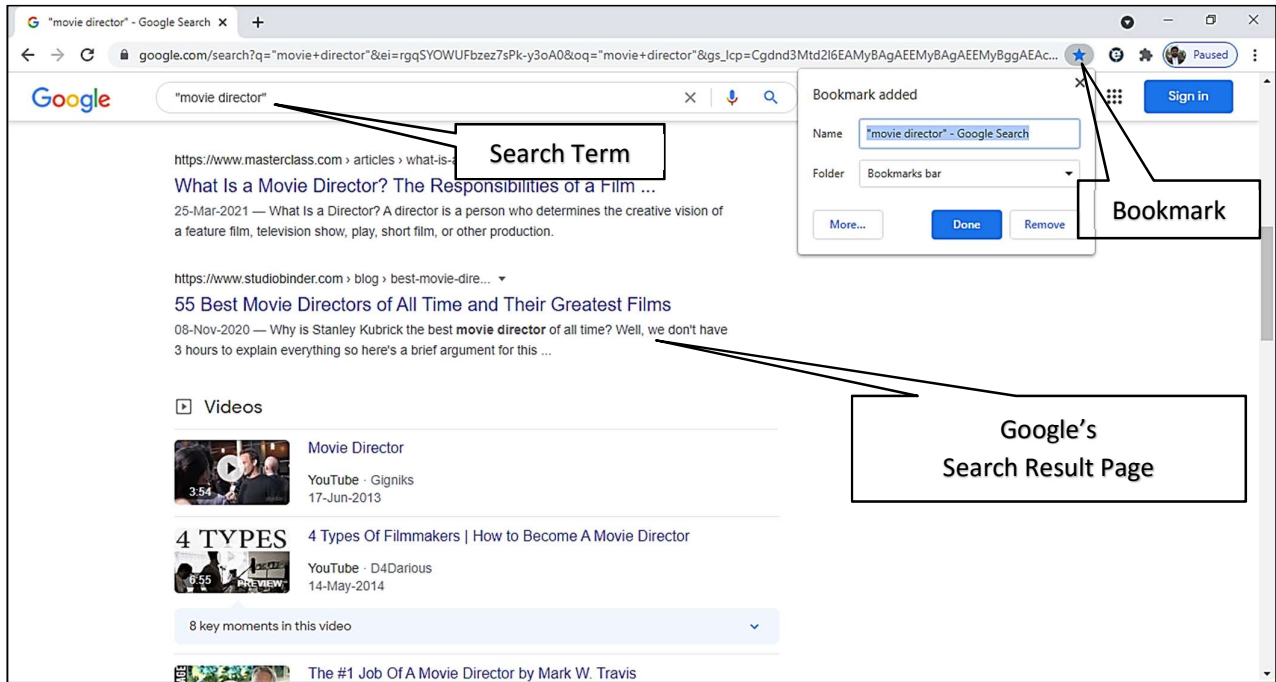 "movie director" - Google Search
google.com/search?q="movie+director"&ei=rgqSYOWUFpzez7sPk-y3oA0&oq="movie+director"&gs_lcp=Cgdnd3Mtd2l6EAMyBAgAEEMyBAgAEEMyBggAEAc...
Paused
Google
"movie director"
Sign in
Bookmark added
Name
"movie director" - Google Search
Folder
Bookmarks bar
More...
Done
Remove
Search Term
Bookmark
https://www.masterclass.com › articles › what-is-
What Is a Movie Director? The Responsibilities of a Film ...
25-Mar-2021 — What Is a Director? A director is a person who determines the creative vision of
a feature film, television show, play, short film, or other production.
https://www.studiobinder.com › blog › best-movie-dire...
55 Best Movie Directors of All Time and Their Greatest Films
08-Nov-2020 — Why is Stanley Kubrick the best movie director of all time? Well, we don't have
3 hours to explain everything so here's a brief argument for this ...
Google's
Search Result Page
Videos
3:54
Movie Director
YouTube · Gigniks
17-Jun-2013
4 TYPES
6:55
PREVIEW
4 Types Of Filmmakers | How to Become A Movie Director
YouTube · D4Darious
14-May-2014
8 key moments in this video
The #1 Job Of A Movie Director by Mark W. Travis